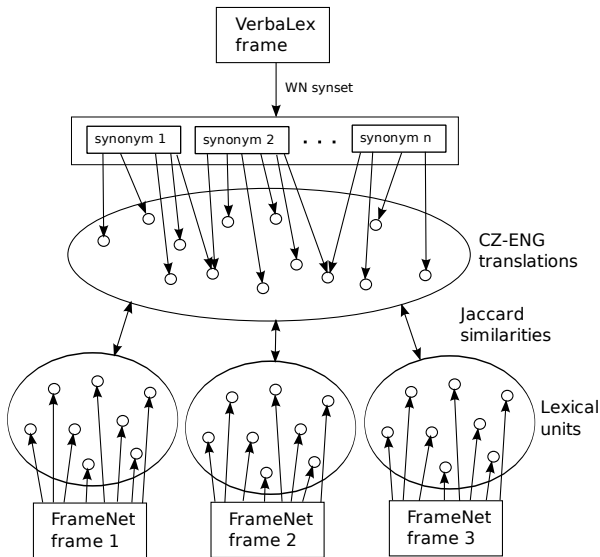 VerbaLex
frame
WN synset
synonym 1
synonym 2
. . .
synonym n
CZ-ENG
translations
Jaccard
similarities
Lexical
units
FrameNet
frame 1
FrameNet
frame 2
FrameNet
frame 3